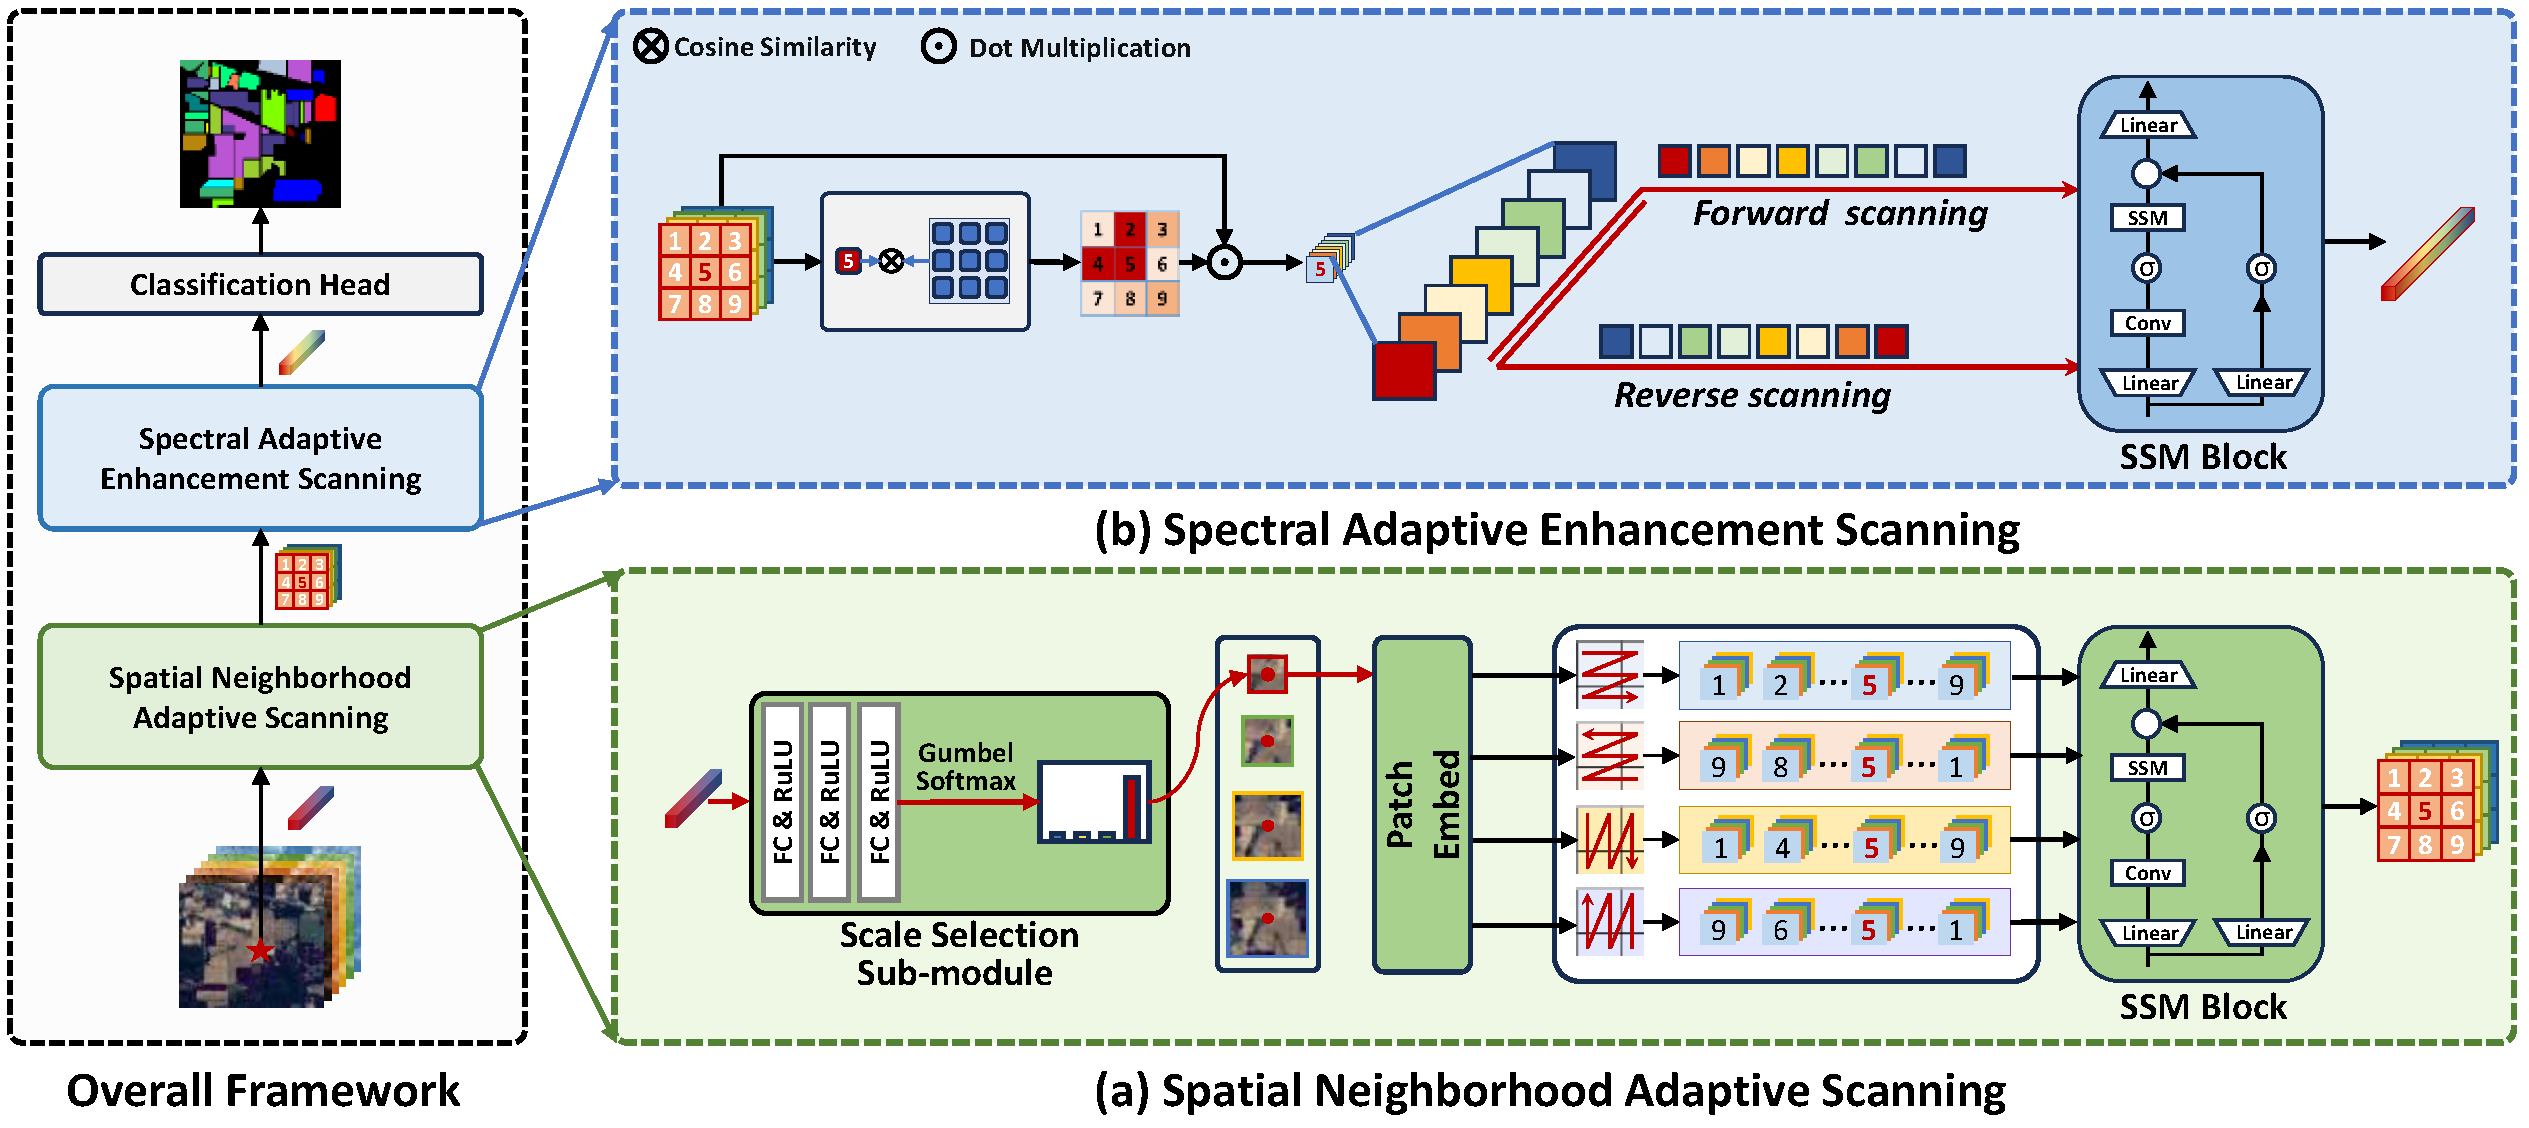 Classification Head
Spectral Adaptive
Enhancement Scanning
1 2 3
4 5 6
7 8 9
Spatial Neighborhood
Adaptive Scanning
Overall Framework
Cosine Similarity
Dot Multiplication
1 2 3
4 5 6
7 8 9
5
1 2 3
4 5 6
7 8 9
5
Forward scanning
Reverse scanning
Linear
SSM
σ
σ
Conv
Linear
Linear
SSM Block
(b) Spectral Adaptive Enhancement Scanning
FC & RuLU
FC & RuLU
FC & RuLU
Gumbel
Softmax
Scale Selection
Sub-module
Patch
Embed
1 2 ··· 5 ··· 9
9 8 ··· 5 ··· 1
1 4 ··· 5 ··· 9
9 6 ··· 5 ··· 1
Linear
SSM
σ
σ
Conv
Linear
Linear
SSM Block
1 2 3
4 5 6
7 8 9
(a) Spatial Neighborhood Adaptive Scanning